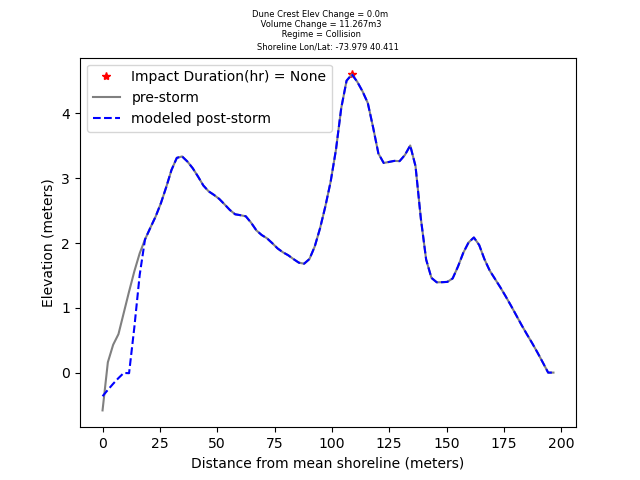 Dune Crest Elev Change = 0.0m
Volume Change = 11.267m3
Regime = Collision
Shoreline Lon/Lat: -73.979 40.411
Impact Duration(hr) = None
pre-storm
modeled post-storm
Elevation (meters)
4
3
2
1
0
0 25 50 75 100 125 150 175 200
Distance from mean shoreline (meters)